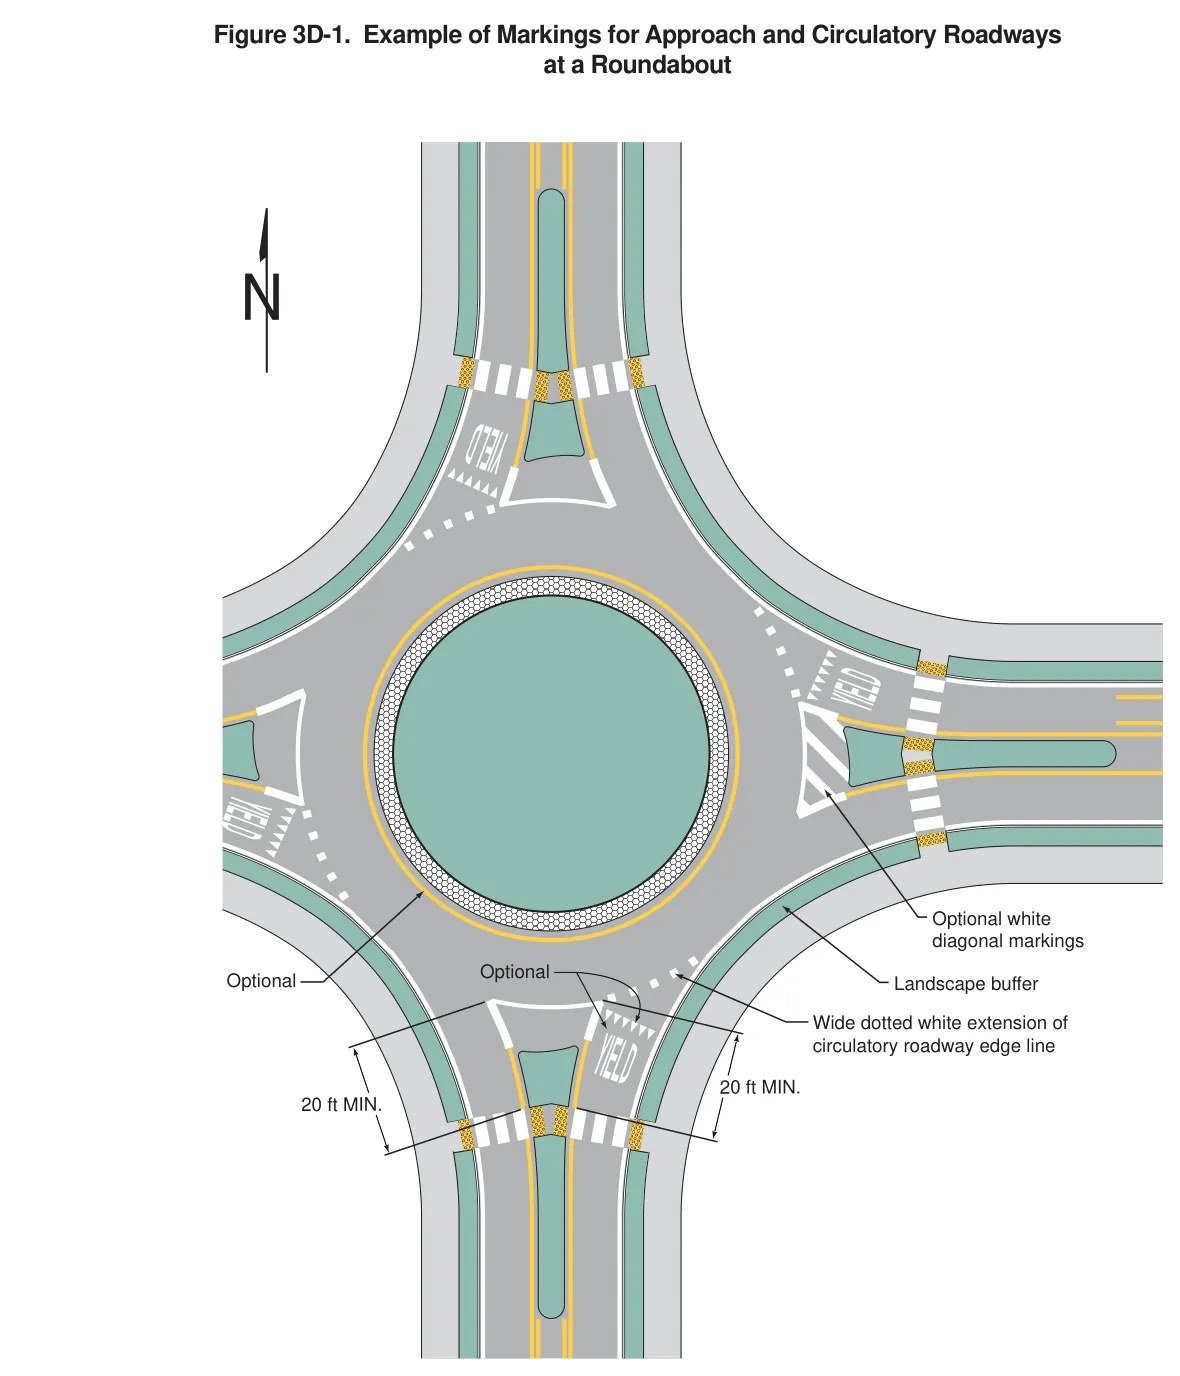 Figure 3D-1.  Example of Markings for Approach and Circulatory Roadways
at a Roundabout
N
YIELD
YIELD
YIELD
Optional white
diagonal markings
Optional
Optional
Landscape buffer
Wide dotted white extension of
circulatory roadway edge line
YIELD
20 ft MIN.
20 ft MIN.